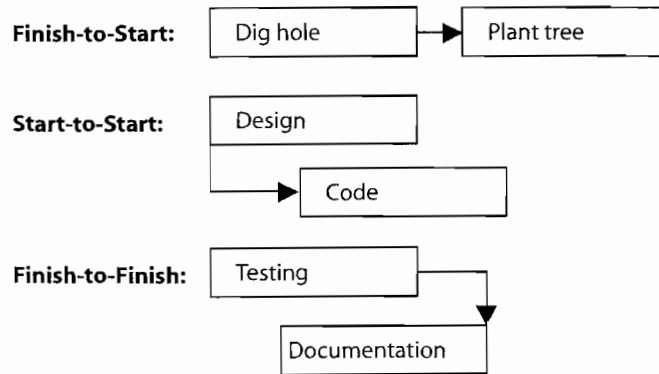 Finish-to-Start: Dig hole Plant tree
Start-to-Start: Design
Code
Finish-to-Finish: Testing
Documentation